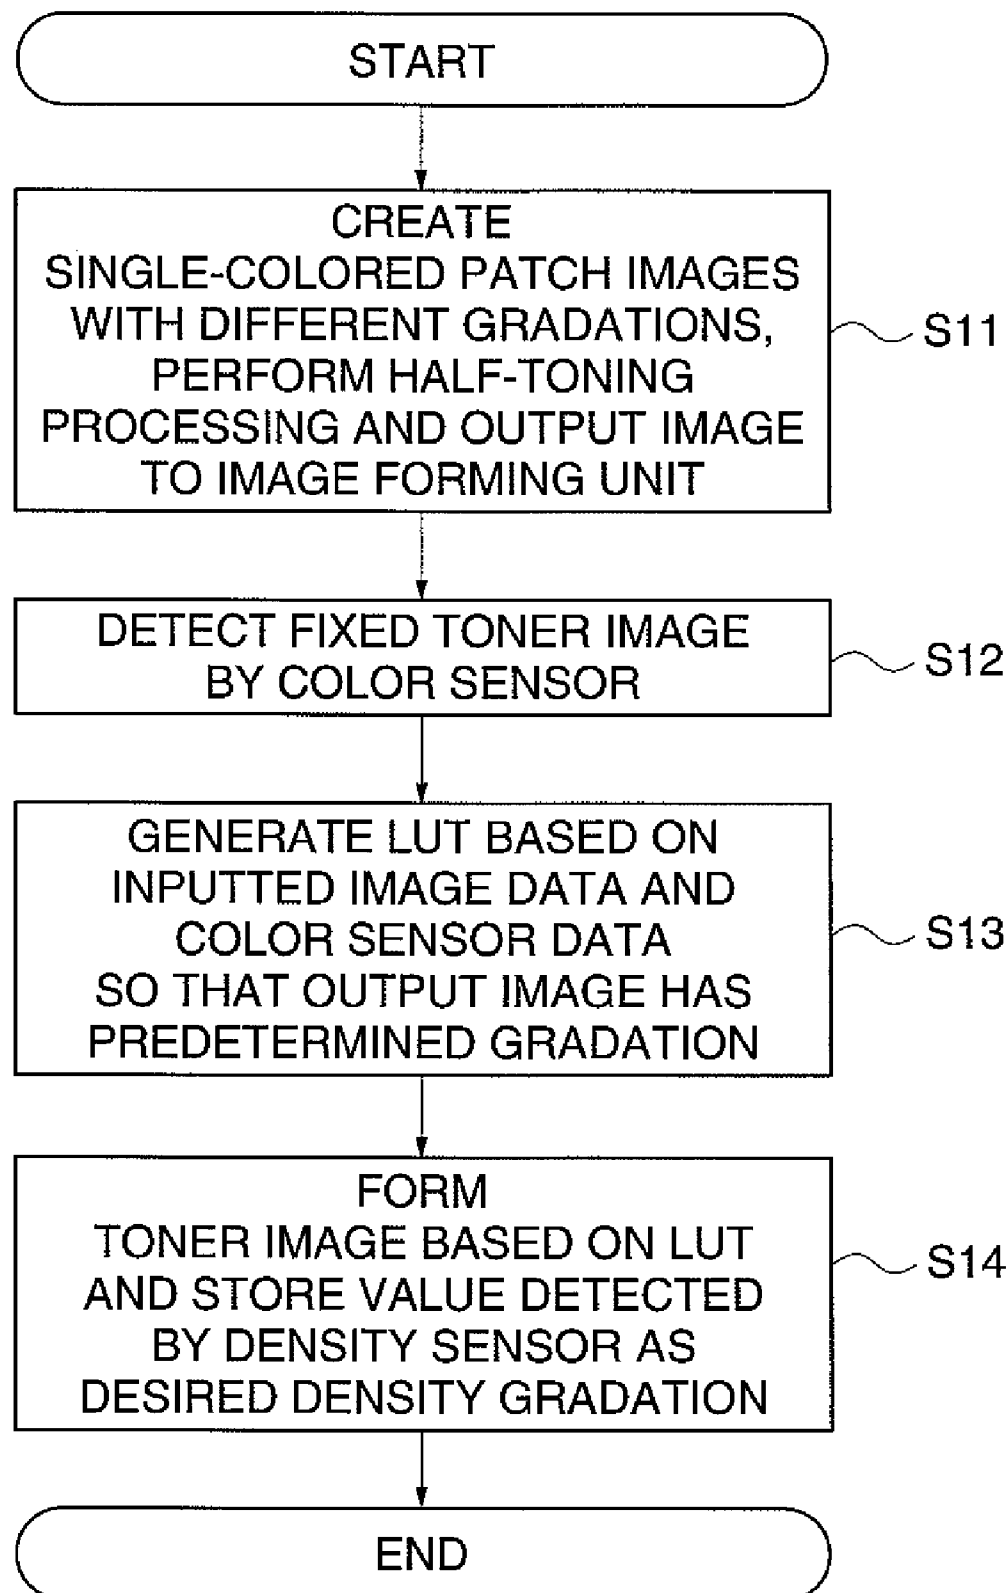 START
CREATE
SINGLE-COLORED PATCH IMAGES
WITH DIFFERENT GRADATIONS,
PERFORM HALF-TONING
PROCESSING AND OUTPUT IMAGE
TO IMAGE FORMING UNIT
S11
DETECT FIXED TONER IMAGE
BY COLOR SENSOR
S12
GENERATE LUT BASED ON
INPUTTED IMAGE DATA AND
COLOR SENSOR DATA
SO THAT OUTPUT IMAGE HAS
PREDETERMINED GRADATION
S13
FORM
TONER IMAGE BASED ON LUT
AND STORE VALUE DETECTED
BY DENSITY SENSOR AS
DESIRED DENSITY GRADATION
S14
END